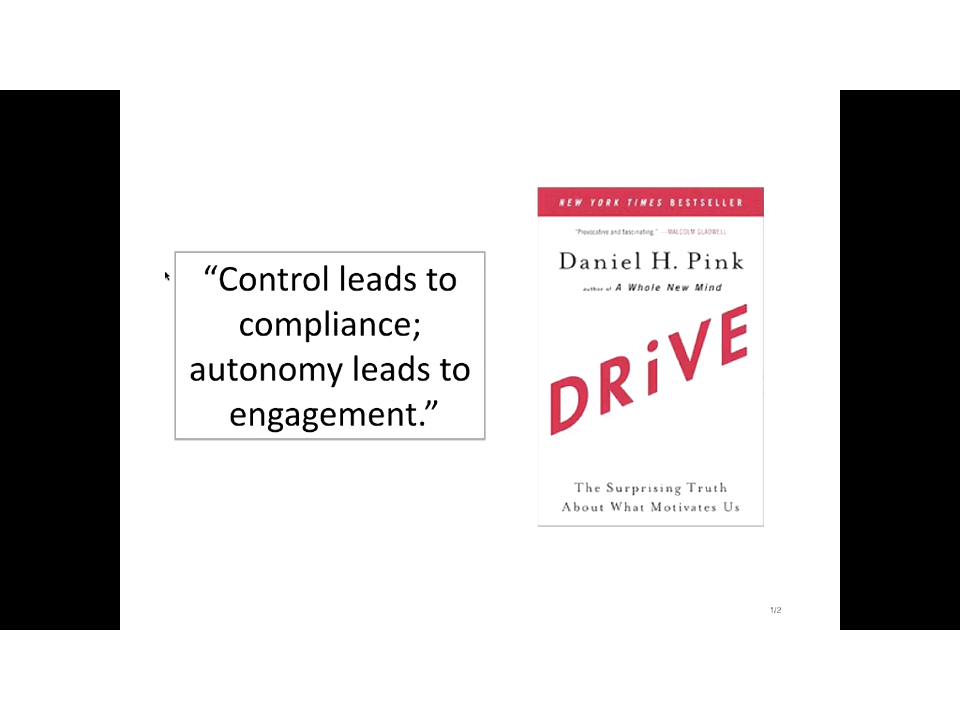 “Control leads to
compliance;
autonomy leads to
engagement.”
NEW YORK TIMES BESTSELLER
"Provocative and fascinating." —MALCOLM GLADWELL
Daniel H. Pink
author of A Whole New Mind
DRiVE
The Surprising Truth
About What Motivates Us
1/2